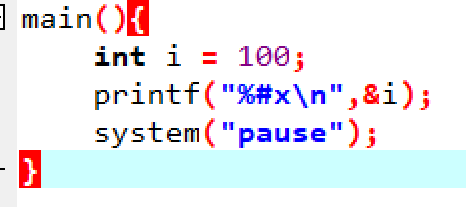 main(){
int i = 100;
printf("%#x\n",&i);
system("pause");
}